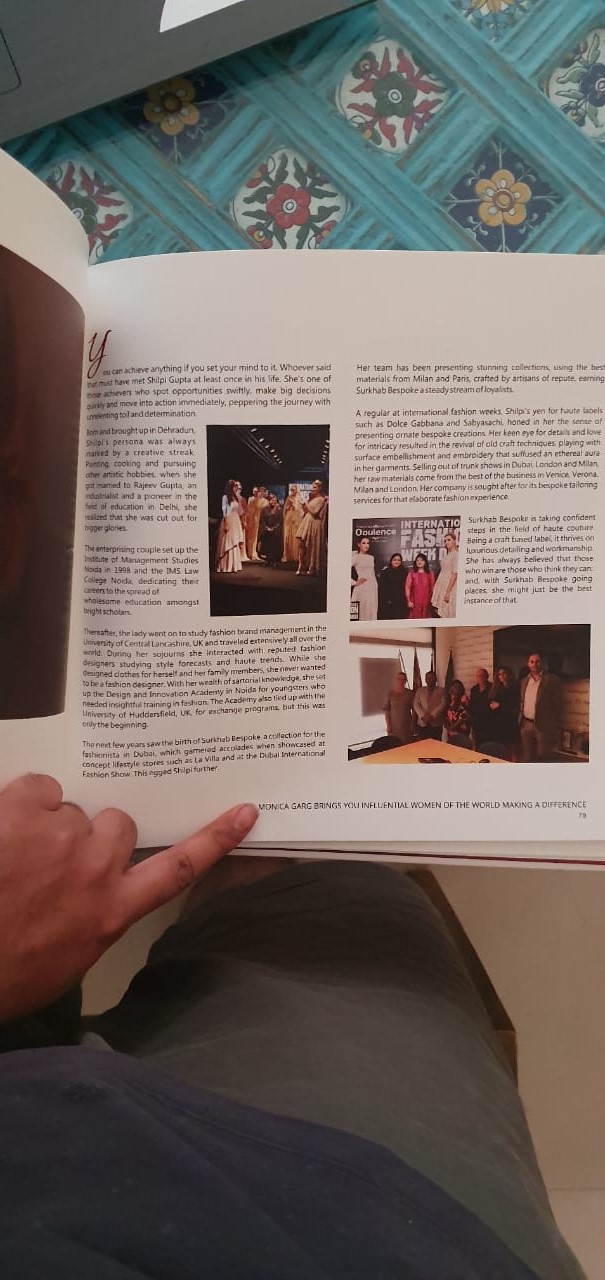 You can achieve anything if you set your mind to it. Whoever said
that must have met Shilpi Gupta at least once in his life. She's one of
those achievers who spot opportunities swiftly, make big decisions
quickly and move into action immediately, peppering the journey with
unrelenting toil and determination.
Born and brought up in Dehradun,
Shilpi's persona was always
marked by a creative streak.
Painting, cooking and pursuing
other artistic hobbies, when she
got married to Rajeev Gupta, an
industrialist and a pioneer in the
field of education in Delhi, she
realized that she was cut out for
bigger glories.
The enterprising couple set up the
Institute of Management Studies
Noida in 1998 and the IMS Law
College Noida, dedicating their
careers to the spread of
wholesome education amongst
bright scholars.
Thereafter, the lady went on to study fashion brand management in the
University of Central Lancashire, UK and traveled extensively all over the
world. During her sojourns she interacted with reputed fashion
designers studying style forecasts and haute trends. While she
designed clothes for herself and her family members, she never wanted
to be a fashion designer. With her wealth of sartorial knowledge, she set
up the Design and Innovation Academy in Noida for youngsters who
needed insightful training in fashion. The Academy also tied up with the
University of Huddersfield, UK, for exchange programs, but this was
only the beginning.
The next few years saw the birth of Surkhab Bespoke, a collection for the
fashionista in Dubai, which garnered accolades when showcased at
concept lifestyle stores such as La Villa and at the Dubai International
Fashion Show. This egged Shilpi further.
Her team has been presenting stunning collections, using the best
materials from Milan and Paris, crafted by artisans of repute, earning
Surkhab Bespoke a steady stream of loyalists.
A regular at international fashion weeks, Shilpi's yen for haute labels
such as Dolce Gabbana and Sabyasachi, honed in her the sense of
presenting ornate bespoke creations. Her keen eye for details and love
for intricacy resulted in the revival of old craft techniques, playing with
surface embellishment and embroidery that suffused an ethereal aura
in her garments. Selling out of trunk shows in Dubai, London and Milan,
her raw materials come from the best of the business in Venice, Verona,
Milan and London. Her company is sought after for its bespoke tailoring
services for that elaborate fashion experience.
Opulence
INTERNATIO
FASH
WEEK D
Surkhab Bespoke is taking confident
steps in the field of haute couture.
Being a craft based label, it thrives on
luxurious detailing and workmanship.
She has always believed that those
who win are those who think they can;
and, with Surkhab Bespoke going
places, she might just be the best
instance of that.
MONICA GARG BRINGS YOU INFLUENTIAL WOMEN OF THE WORLD MAKING A DIFFERENCE
79